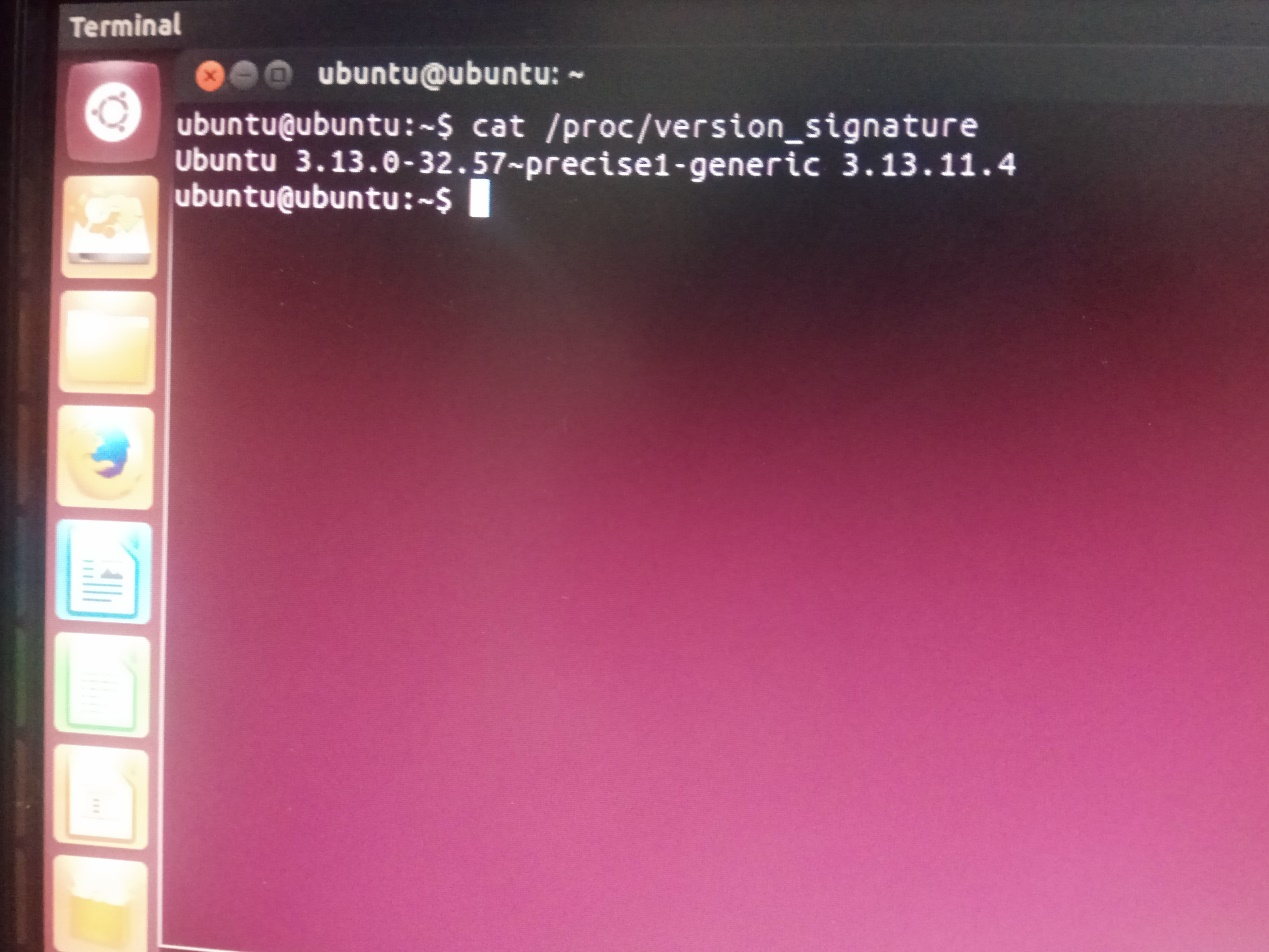 Terminal
ubuntu@ubuntu: ~
ubuntu@ubuntu:~$ cat /proc/version_signature
Ubuntu 3.13.0-32.57~precise1-generic 3.13.11.4
ubuntu@ubuntu:~$